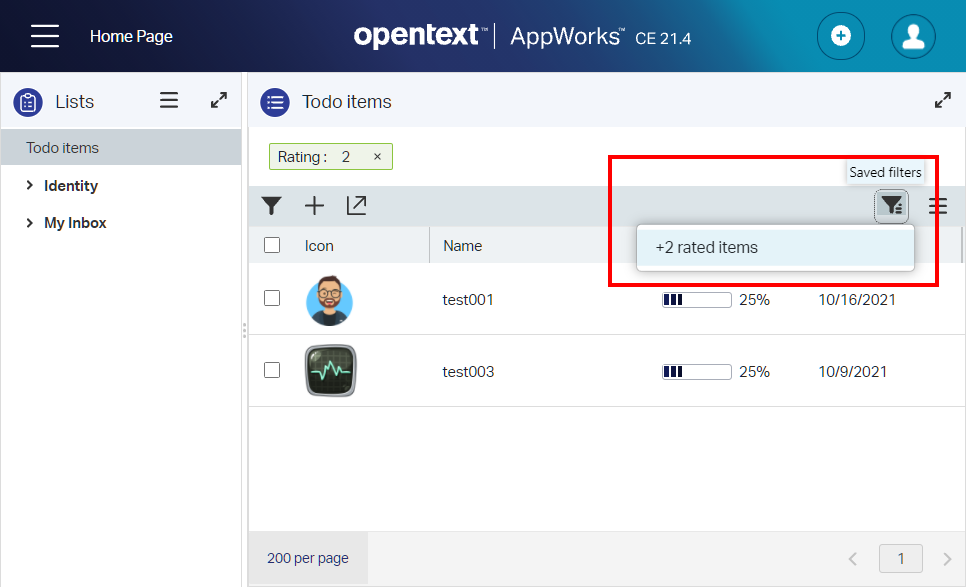 Home Page
opentext™ | AppWorks™ CE 21.4
Lists
Todo items
Identity
My Inbox
Todo items
Rating : 2 ×
Saved filters
+2 rated items
Icon Name
test001 25% 10/16/2021
test003 25% 10/9/2021
200 per page
1